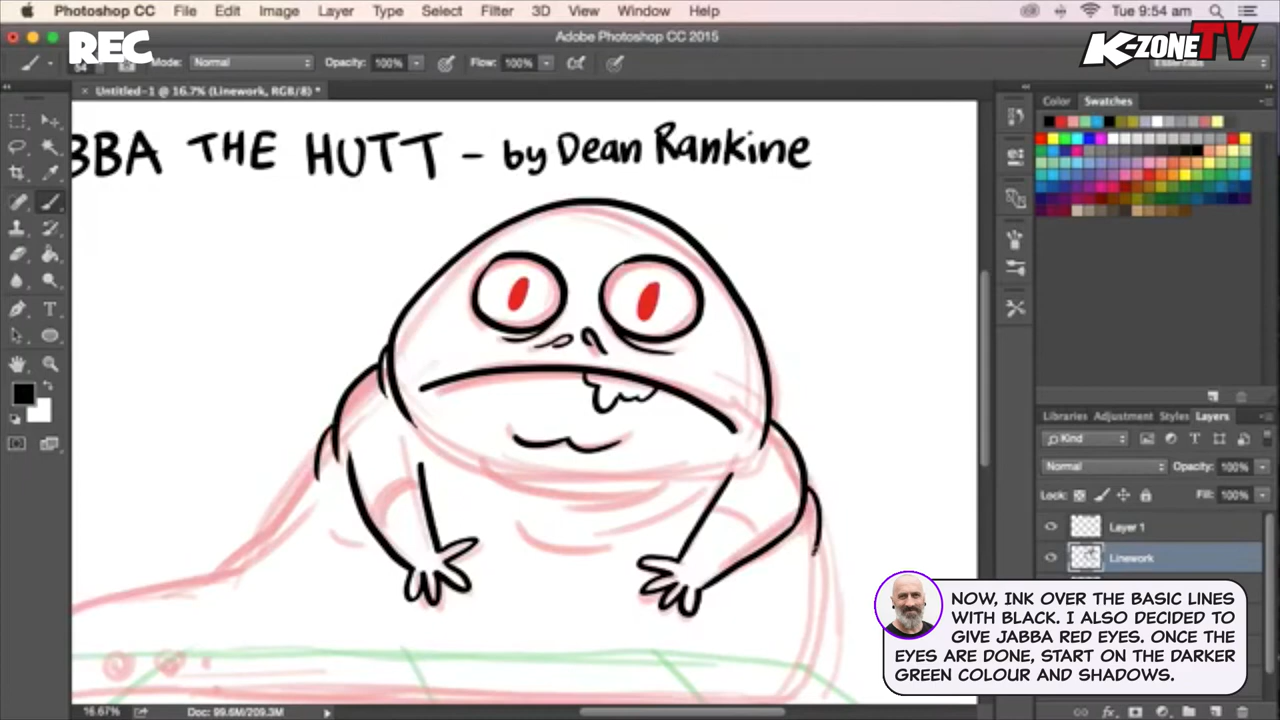 Photoshop CC File Edit Image Layer Type Select Filter 3D View Window Help Tue 9:54 am
Adobe Photoshop CC 2015
REC
K-ZONETV
Mode: Normal Opacity: 100% Flow: 100%
Essentials
Untitled-1 @ 16.7% (Linework, RGB/8) *
Color Swatches
BBA THE HUTT - by Dean Rankine
Libraries Adjustment Styles Layers
Kind
Normal Opacity: 100%
Lock: Fill: 100%
Layer 1
Linework
NOW, INK OVER THE BASIC LINES
WITH BLACK. I ALSO DECIDED TO
GIVE JABBA RED EYES. ONCE THE
EYES ARE DONE, START ON THE DARKER
GREEN COLOUR AND SHADOWS.
16.67% Doc: 99.6M/209.3M